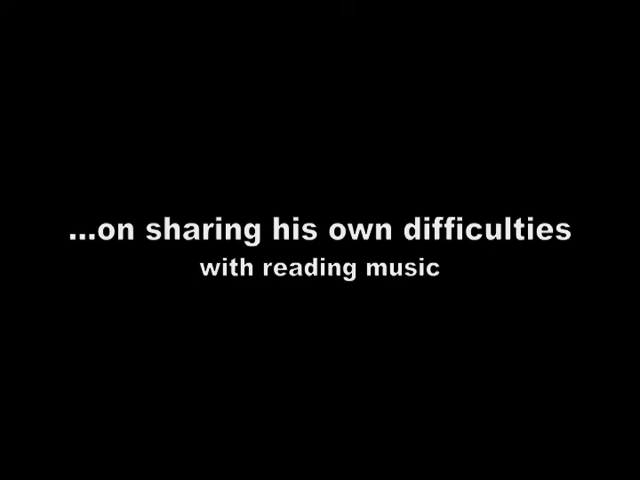 ...on sharing his own difficulties
with reading music